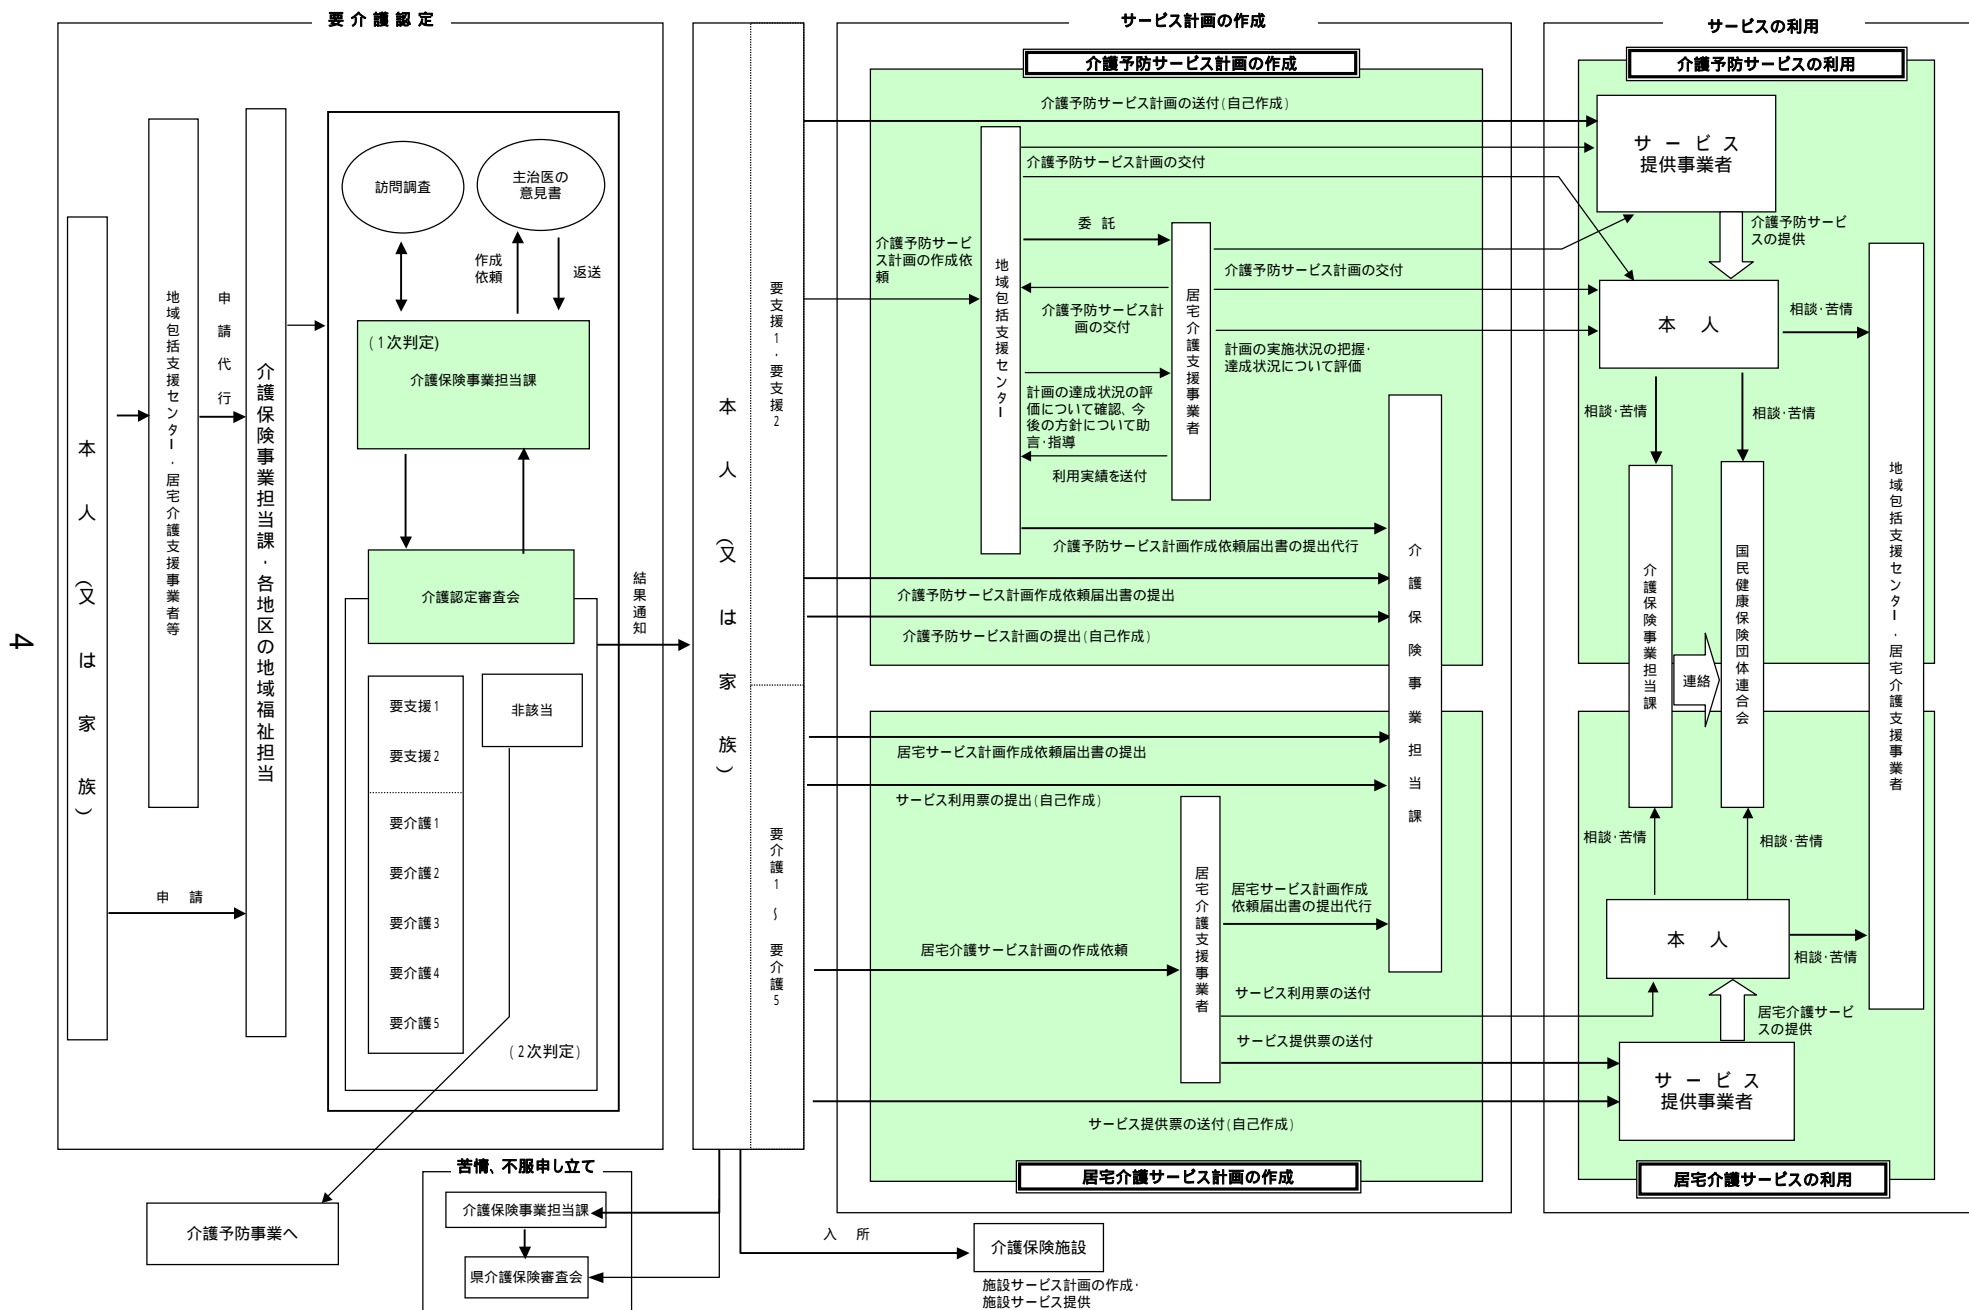 要介護認定
サービス計画の作成
サービスの利用
本人(又は家族)
地域包括支援センター・居宅介護支援事業者等
申請代行
申請
介護保険事業担当課・各地区の地域福祉担当
訪問調査
主治医の
意見書
作成
依頼
返送
(1次判定)
介護保険事業担当課
介護認定審査会
要支援1
要支援2
要介護1
要介護2
要介護3
要介護4
要介護5
非該当
(2次判定)
結果通知
介護予防事業へ
本人(又は家族)
要支援1・要支援2
要介護1～要介護5
苦情、不服申し立て
介護保険事業担当課
県介護保険審査会
入所
介護保険施設
施設サービス計画の作成・
施設サービス提供
介護予防サービス計画の作成
介護予防サービス計画の送付(自己作成)
介護予防サービス計画の交付
介護予防サービ
ス計画の作成依
頼
地域包括支援センター
委託
介護予防サービス計
画の交付
計画の達成状況の評
価について確認、今
後の方針について助
言・指導
利用実績を送付
居宅介護支援事業者
介護予防サービス計画の交付
計画の実施状況の把握・
達成状況について評価
介護予防サービス計画作成依頼届出書の提出代行
介護予防サービス計画作成依頼届出書の提出
介護予防サービス計画の提出(自己作成)
介護保険事業担当課
居宅サービス計画作成依頼届出書の提出
サービス利用票の提出(自己作成)
居宅介護サービス計画の作成依頼
居宅介護支援事業者
居宅サービス計画作成
依頼届出書の提出代行
サービス利用票の送付
サービス提供票の送付
サービス提供票の送付(自己作成)
居宅介護サービス計画の作成
介護予防サービスの利用
サービス
提供事業者
介護予防サービ
スの提供
本人
相談・苦情
相談・苦情
相談・苦情
介護保険事業担当課
連絡
国民健康保険団体連合会
地域包括支援センター・居宅介護支援事業者
相談・苦情
相談・苦情
本人
相談・苦情
居宅介護サービ
スの提供
サービス
提供事業者
居宅介護サービスの利用
4